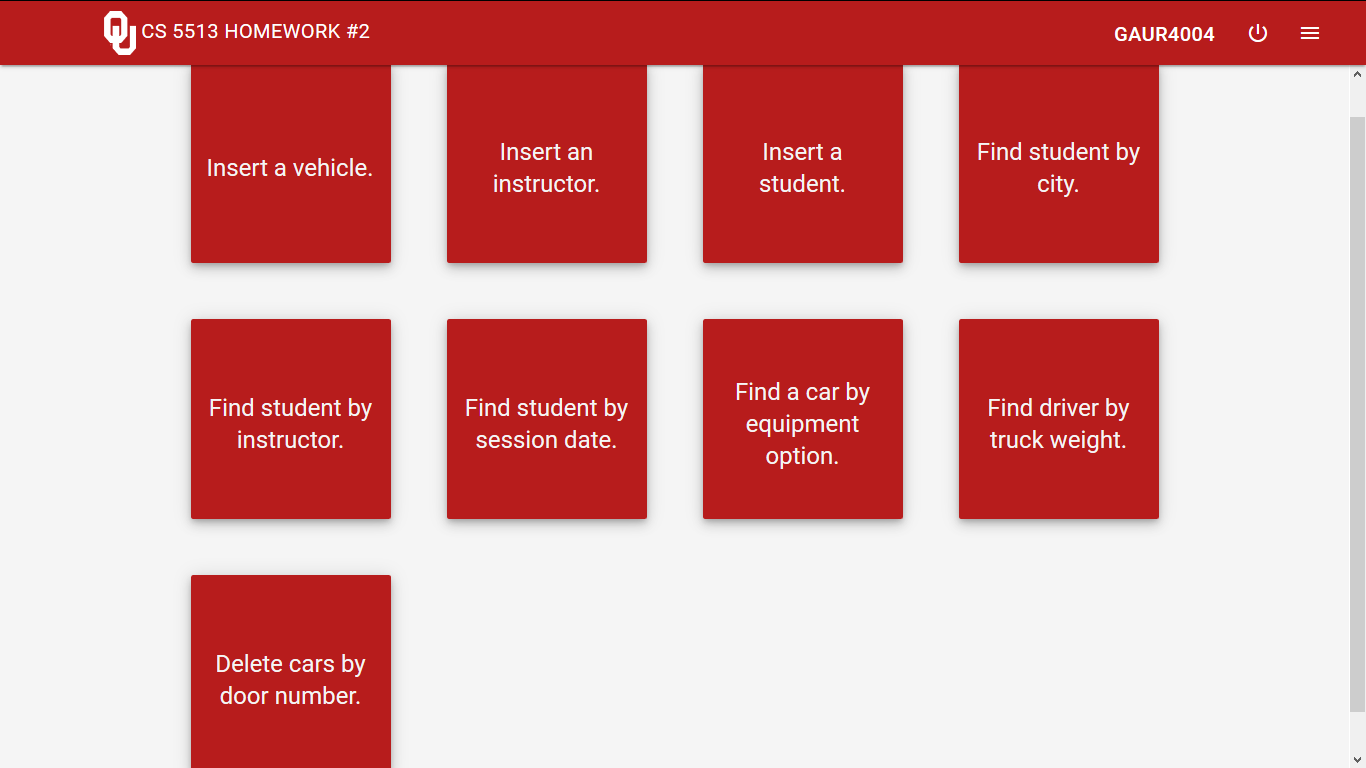 OU CS 5513 HOMEWORK #2
GAUR4004
Insert a vehicle.
Insert an
instructor.
Insert a
student.
Find student by
city.
Find student by
instructor.
Find student by
session date.
Find a car by
equipment
option.
Find driver by
truck weight.
Delete cars by
door number.